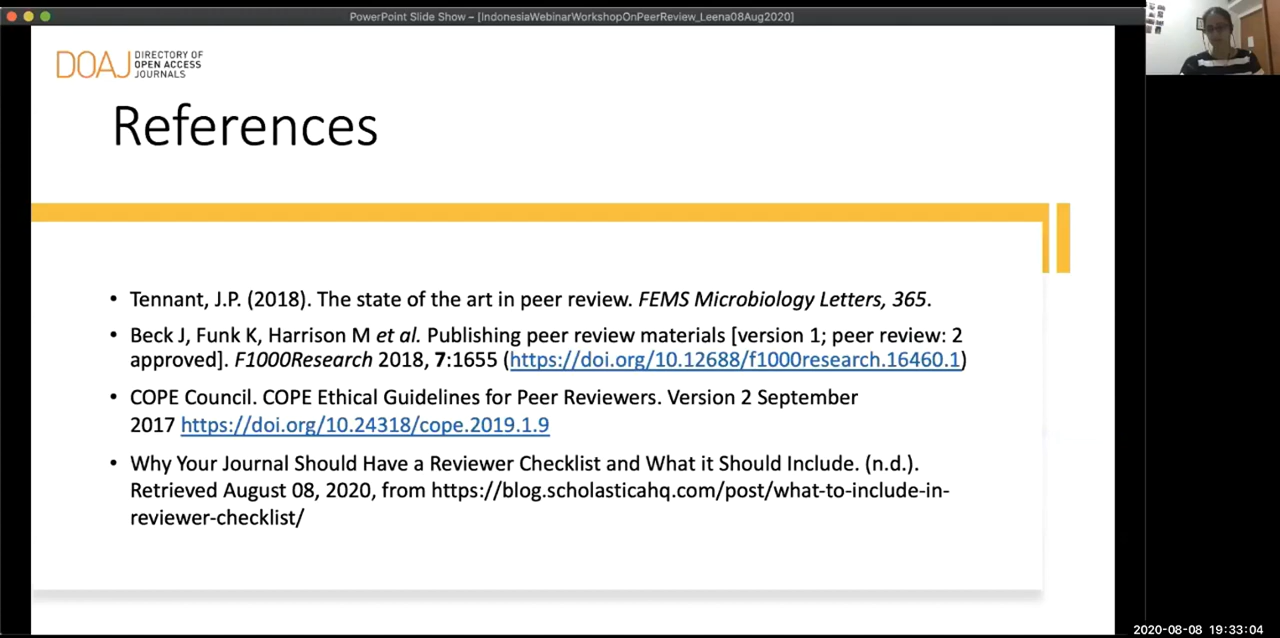 PowerPoint Slide Show – [IndonesiaWebinarWorkshopOnPeerReview_Leena08Aug2020]
DOAJ DIRECTORY OF
OPEN ACCESS
JOURNALS
References
• Tennant, J.P. (2018). The state of the art in peer review. FEMS Microbiology Letters, 365.
• Beck J, Funk K, Harrison M et al. Publishing peer review materials [version 1; peer review: 2
approved]. F1000Research 2018, 7:1655 (https://doi.org/10.12688/f1000research.16460.1)
• COPE Council. COPE Ethical Guidelines for Peer Reviewers. Version 2 September
2017 https://doi.org/10.24318/cope.2019.1.9
• Why Your Journal Should Have a Reviewer Checklist and What it Should Include. (n.d.).
Retrieved August 08, 2020, from https://blog.scholasticahq.com/post/what-to-include-in-
reviewer-checklist/
2020-08-08 19:33:04